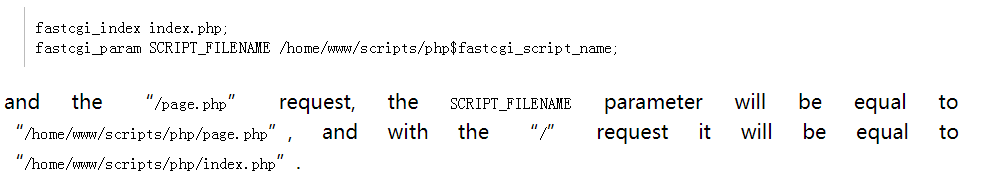 fastcgi_index index.php;
fastcgi_param SCRIPT_FILENAME /home/www/scripts/php$fastcgi_script_name;
and the “/page.php” request, the SCRIPT_FILENAME parameter will be equal to
“/home/www/scripts/php/page.php”, and with the “/” request it will be equal to
“/home/www/scripts/php/index.php”.